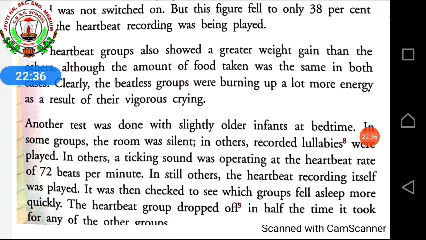 was not switched on. But this figure fell to only 38 per cent
the heartbeat recording was being played.
heartbeat groups also showed a greater weight gain than the
others, although the amount of food taken was the same in both
22:36
cases. Clearly, the beatless groups were burning up a lot more energy
as a result of their vigorous crying.
Another test was done with slightly older infants at bedtime. In
22:36
some groups, the room was silent; in others, recorded lullabies⁸ were
played. In others, a ticking sound was operating at the heartbeat rate
of 72 beats per minute. In still others, the heartbeat recording itself
was played. It was then checked to see which groups fell asleep more
quickly. The heartbeat group dropped off⁹ in half the time it took
for any of the other groups
Scanned with CamScanner